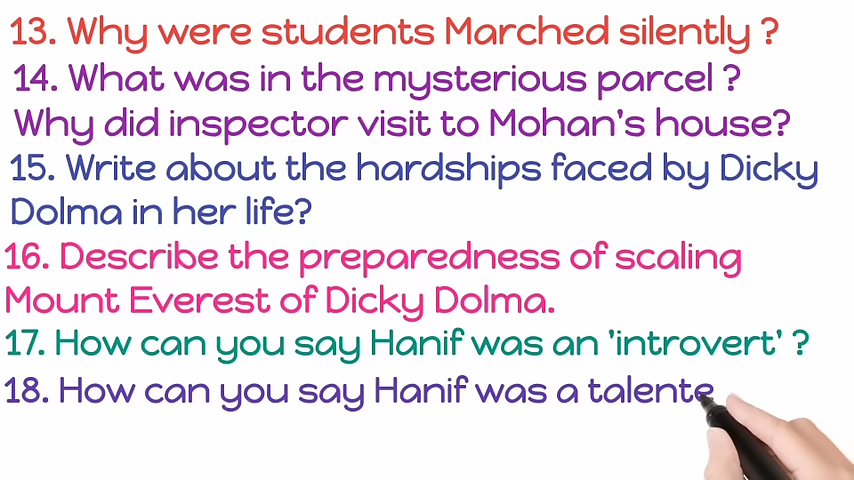 13. Why were students Marched silently ?
14. What was in the mysterious parcel ?
Why did inspector visit to Mohan's house?
15. Write about the hardships faced by Dicky
Dolma in her life?
16. Describe the preparedness of scaling
Mount Everest of Dicky Dolma.
17. How can you say Hanif was an 'introvert' ?
18. How can you say Hanif was a talente